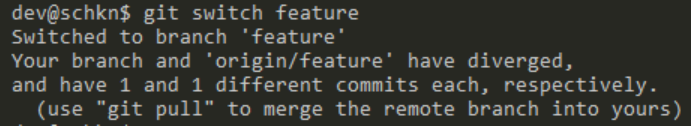 dev@schkn$ git switch feature
Switched to branch 'feature'
Your branch and 'origin/feature' have diverged,
and have 1 and 1 different commits each, respectively.
  (use "git pull" to merge the remote branch into yours)